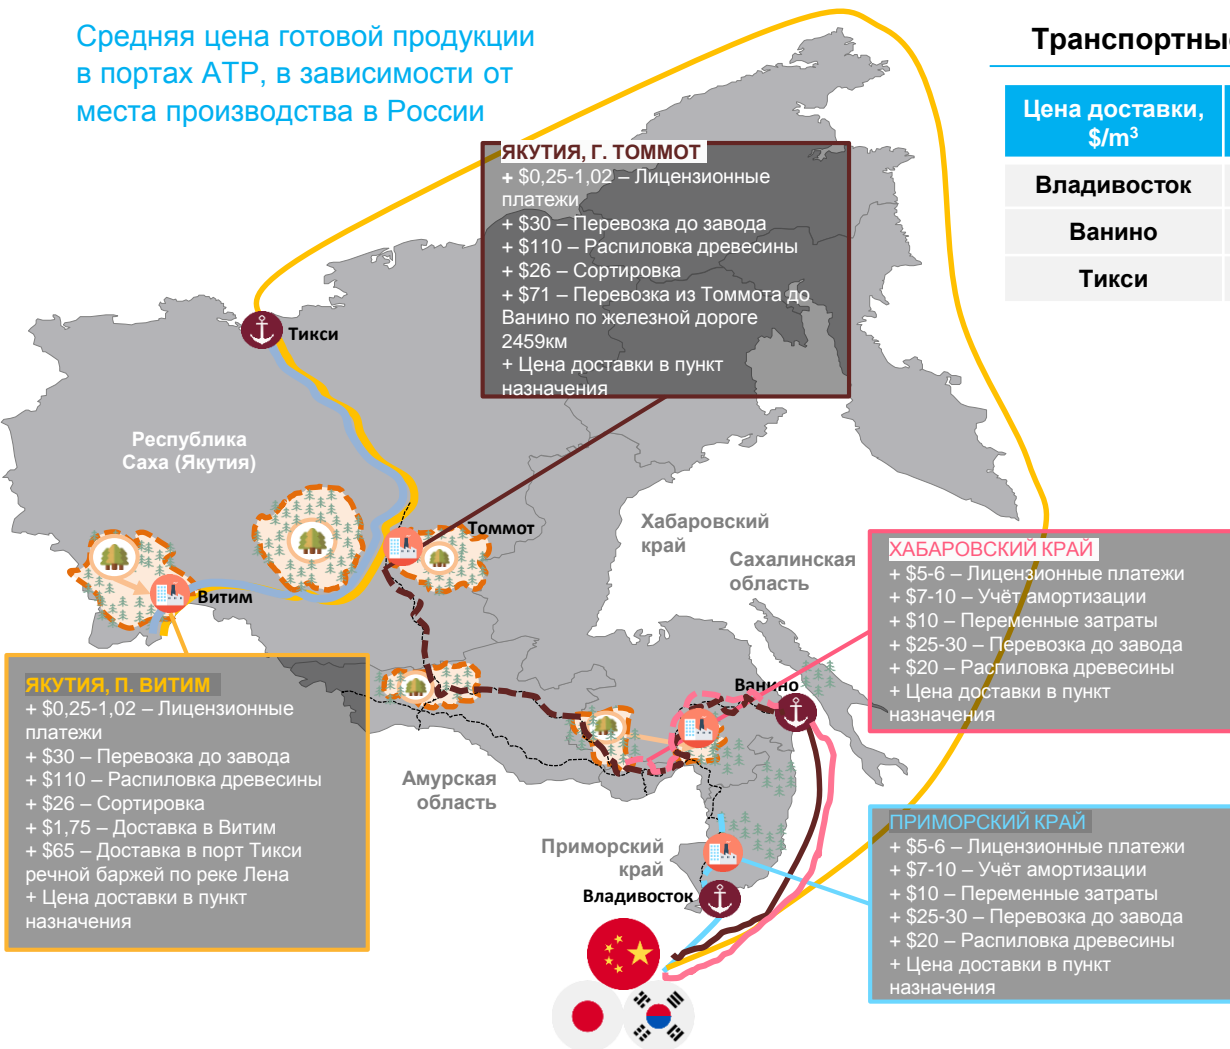 Средняя цена готовой продукции
в портах АТР, в зависимости от
места производства в России
Транспортны
Цена доставки,
$/m³
Владивосток
Ванино
Тикси
ЯКУТИЯ, Г. ТОММОТ
+ $0,25-1,02 – Лицензионные
платежи
+ $30 – Перевозка до завода
+ $110 – Распиловка древесины
+ $26 – Сортировка
+ $71 – Перевозка из Томмота до
Ванино по железной дороге
2459км
+ Цена доставки в пункт
назначения
Тикси
Республика
Саха (Якутия)
Томмот
Витим
Хабаровский
край
Сахалинская
область
ХАБАРОВСКИЙ КРАЙ
+ $5-6 – Лицензионные платежи
+ $7-10 – Учёт амортизации
+ $10 – Переменные затраты
+ $25-30 – Перевозка до завода
+ $20 – Распиловка древесины
+ Цена доставки в пункт
назначения
ЯКУТИЯ, П. ВИТИМ
+ $0,25-1,02 – Лицензионные
платежи
+ $30 – Перевозка до завода
+ $110 – Распиловка древесины
+ $26 – Сортировка
+ $1,75 – Доставка в Витим
+ $65 – Доставка в порт Тикси
речной баржей по реке Лена
+ Цена доставки в пункт
назначения
Ванино
Амурская
область
Приморский
край
Владивосток
ПРИМОРСКИЙ КРАЙ
+ $5-6 – Лицензионные платежи
+ $7-10 – Учёт амортизации
+ $10 – Переменные затраты
+ $25-30 – Перевозка до завода
+ $20 – Распиловка древесины
+ Цена доставки в пункт
назначения